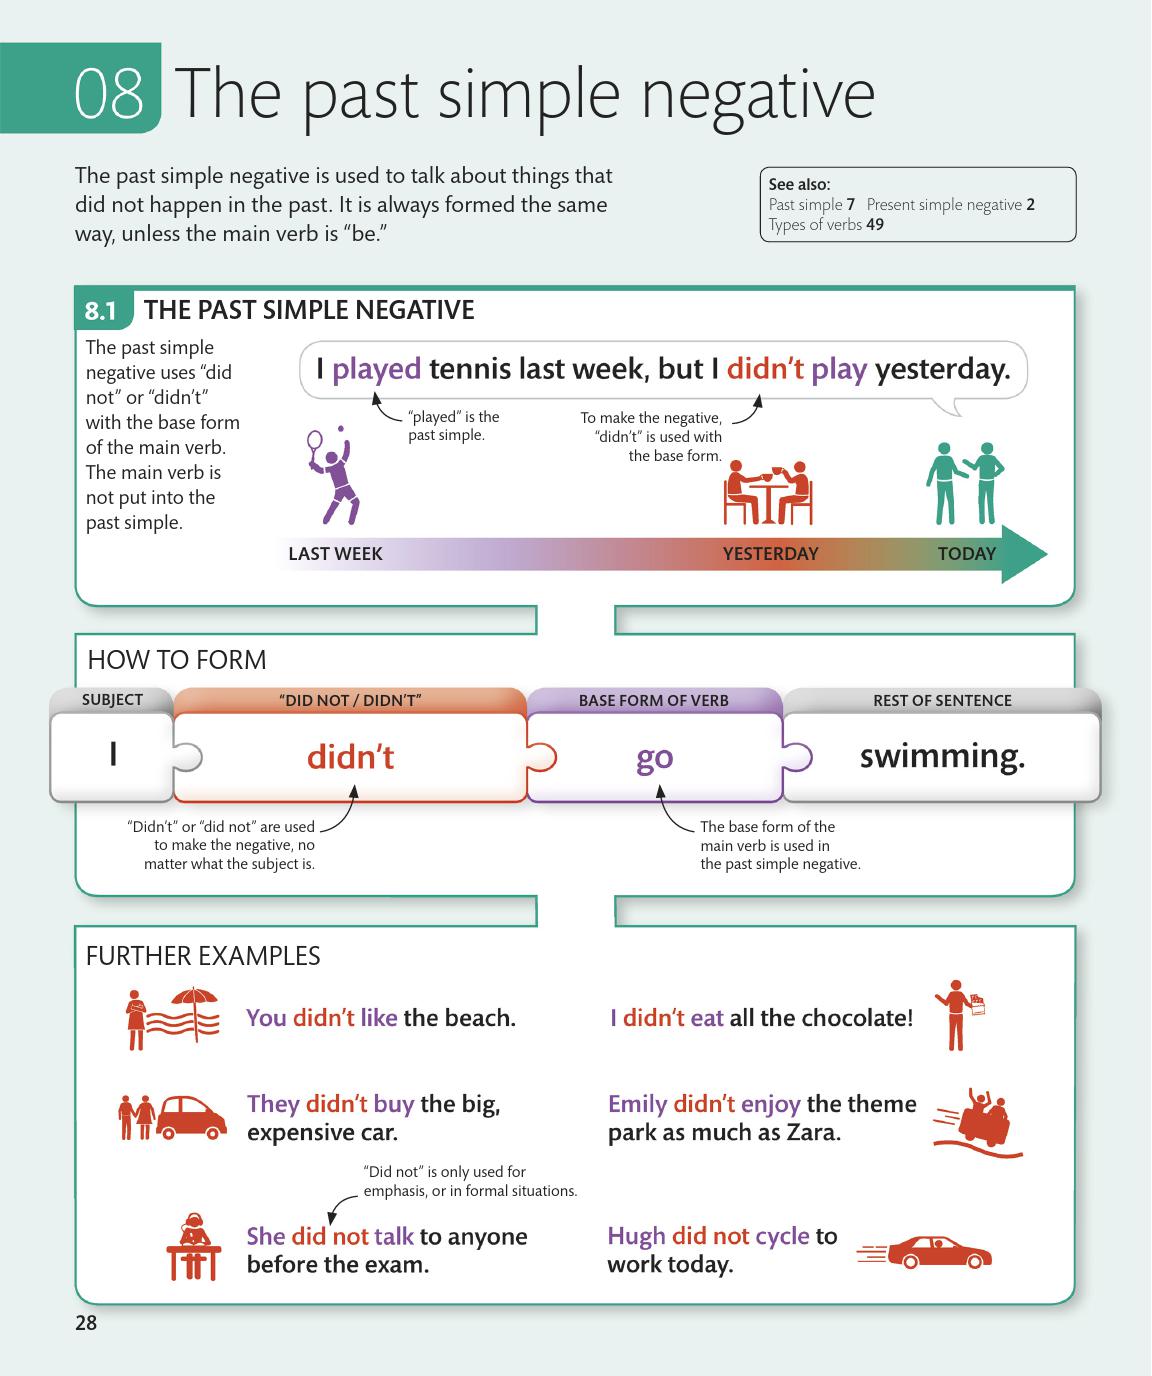 08 The past simple negative
The past simple negative is used to talk about things that
did not happen in the past. It is always formed the same
way, unless the main verb is “be.”
See also:
Past simple 7 Present simple negative 2
Types of verbs 49
8.1 THE PAST SIMPLE NEGATIVE
The past simple
negative uses “did
not” or “didn’t”
with the base form
of the main verb.
The main verb is
not put into the
past simple.
I played tennis last week, but I didn’t play yesterday.
“played” is the
past simple.
To make the negative,
“didn’t” is used with
the base form.
LAST WEEK YESTERDAY TODAY
HOW TO FORM
SUBJECT “DID NOT / DIDN’T” BASE FORM OF VERB REST OF SENTENCE
I didn’t go swimming.
“Didn’t” or “did not” are used
to make the negative, no
matter what the subject is.
The base form of the
main verb is used in
the past simple negative.
FURTHER EXAMPLES
You didn’t like the beach.
I didn’t eat all the chocolate!
They didn’t buy the big,
expensive car.
Emily didn’t enjoy the theme
park as much as Zara.
“Did not” is only used for
emphasis, or in formal situations.
She did not talk to anyone
before the exam.
Hugh did not cycle to
work today.
28